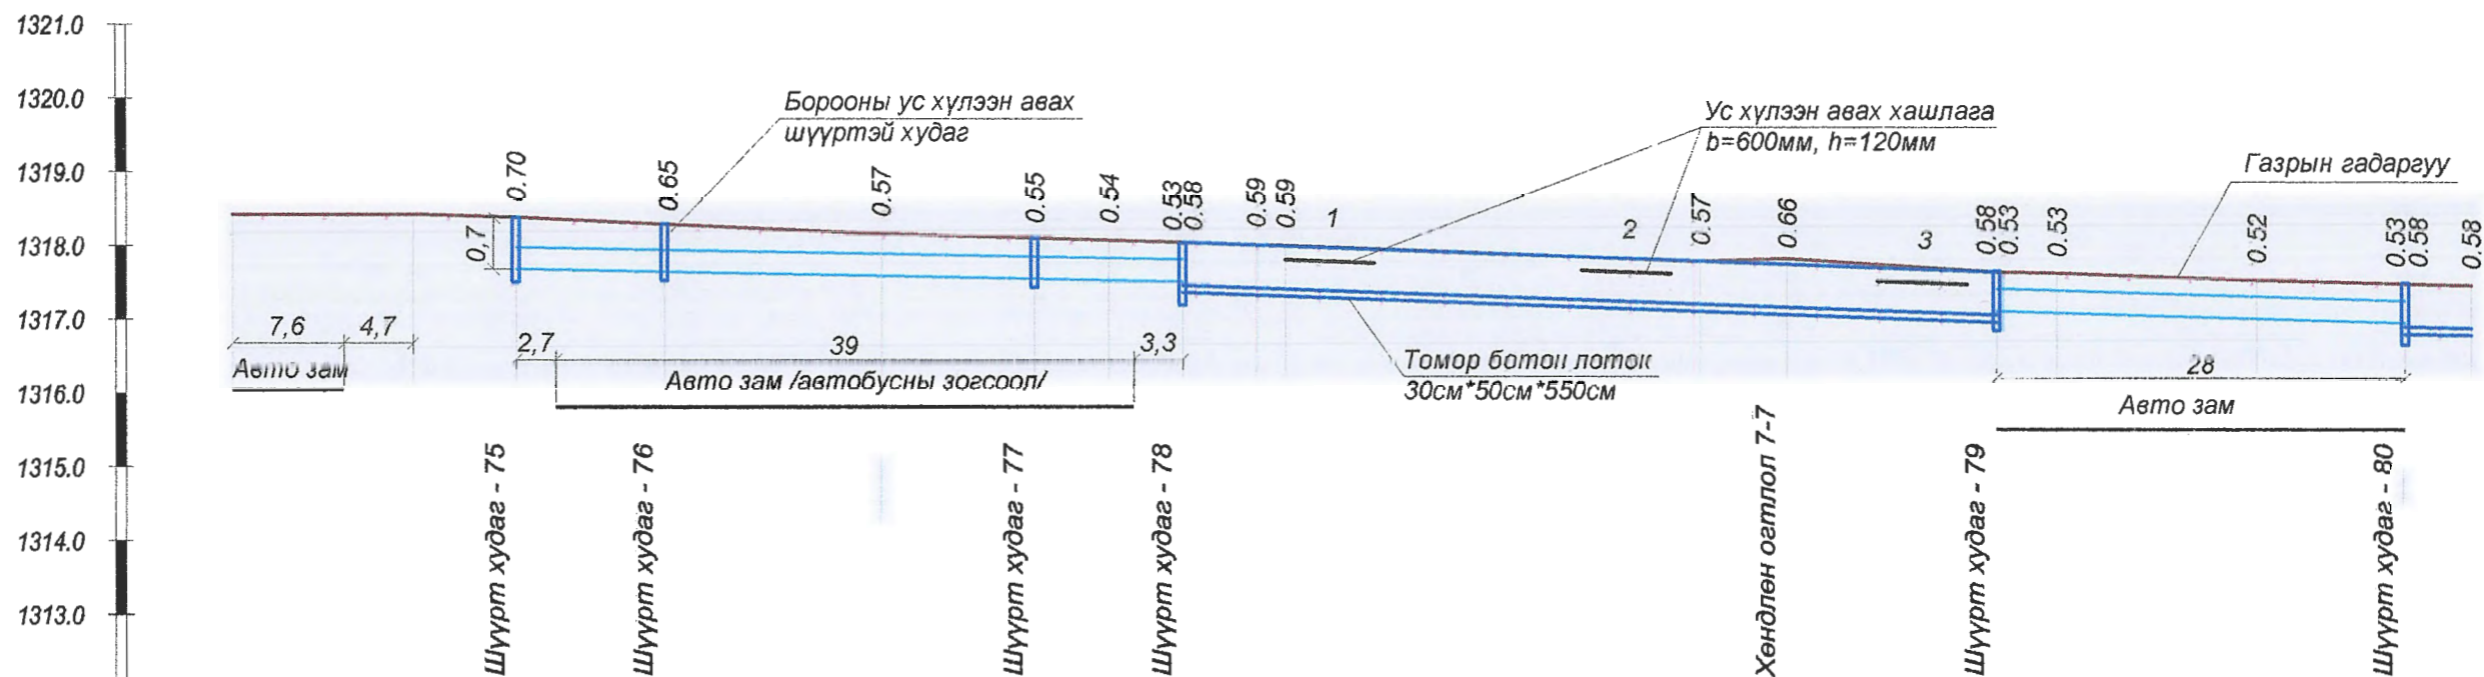 1321.0
1320.0
1319.0
1318.0
1317.0
1316.0
1315.0
1314.0
1313.0
Борооны ус хүлээн авах
шүүртэй худаг
Ус хүлээн авах хашлага
b=600мм, h=120мм
Газрын гадаргуу
0.70
0.65
0.57
0.55
0.54
0.53
0.58
0.59
0.59
1
2
0.57
0.66
3
0.58
0.53
0.53
0.52
0.53
0.58
0.58
0,7
7,6
4,7
2,7
39
3,3
28
Авто зам
Авто зам /автобусны зогсоол/
Томор ботон лоток
30см*50см*550см
Авто зам
Шүүрт худаг - 75
Шүүрт худаг - 76
Шүүрт худаг - 77
Шүүрт худаг - 78
Хөндлөн огтлол 7-7
Шүүрт худаг - 79
Шүүрт худаг - 80